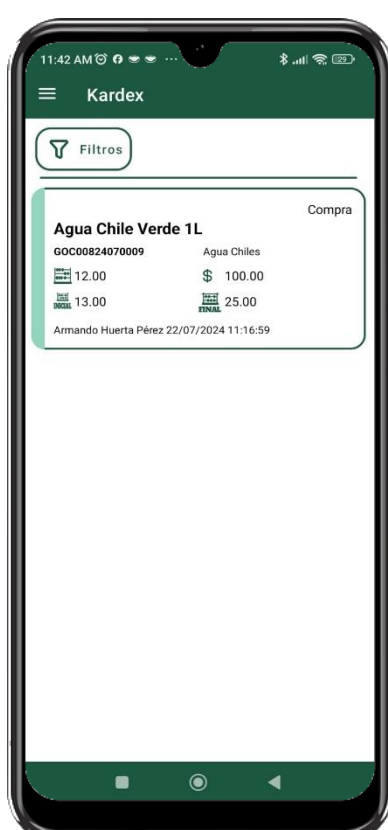 11:42 AM
29
Kardex
Filtros
Compra
Agua Chile Verde 1L
GOC00824070009 Agua Chiles
12.00 $ 100.00
INICIAL 13.00 FINAL 25.00
Armando Huerta Pérez 22/07/2024 11:16:59